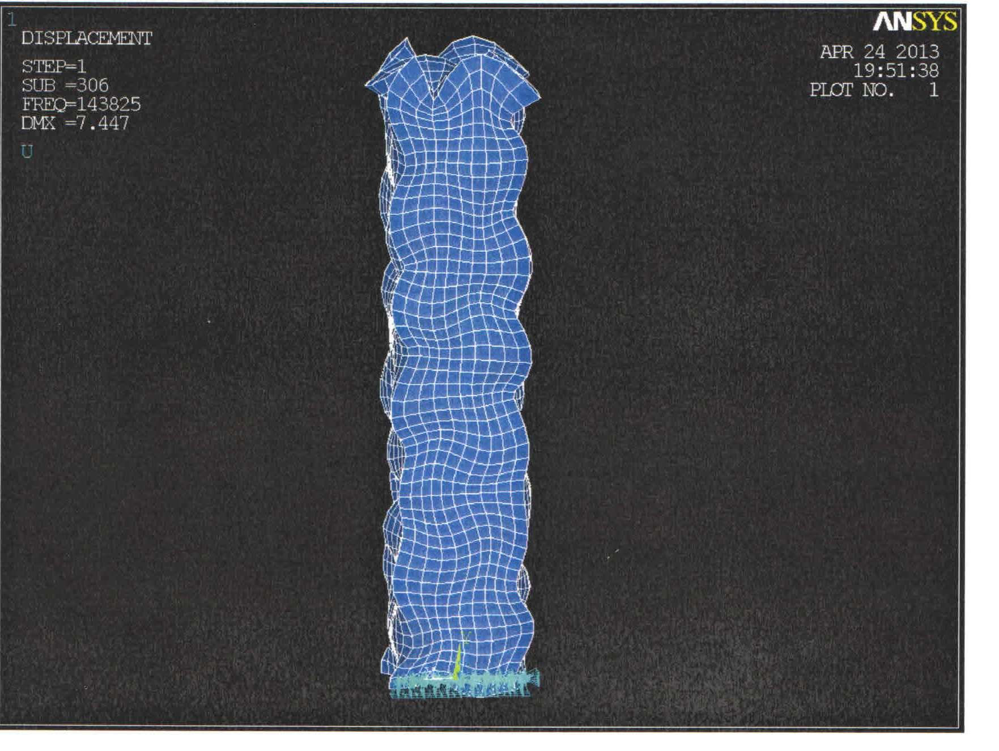 1
DISPLACEMENT
STEP=1
SUB =306
FREQ=143825
DMX =7.447
U
ANSYS
APR 24 2013
19:51:38
PLOT NO. 1
Y